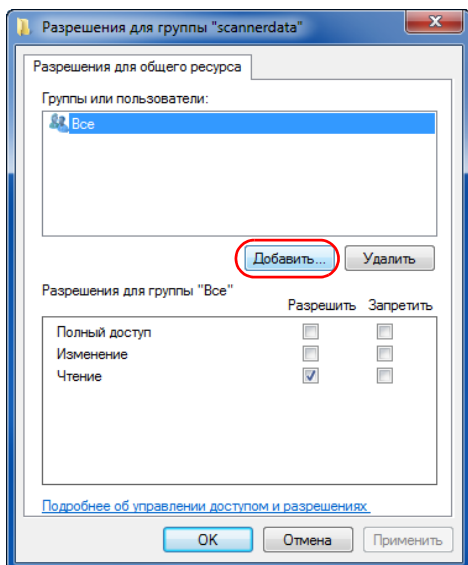 Разрешения для группы "scannerdata"
Разрешения для общего ресурса
Группы или пользователи:
Все
Добавить...
Удалить
Разрешения для группы "Все"
Разрешить Запретить
Полный доступ
Изменение
Чтение
Подробнее об управлении доступом и разрешениях
OK
Отмена
Применить